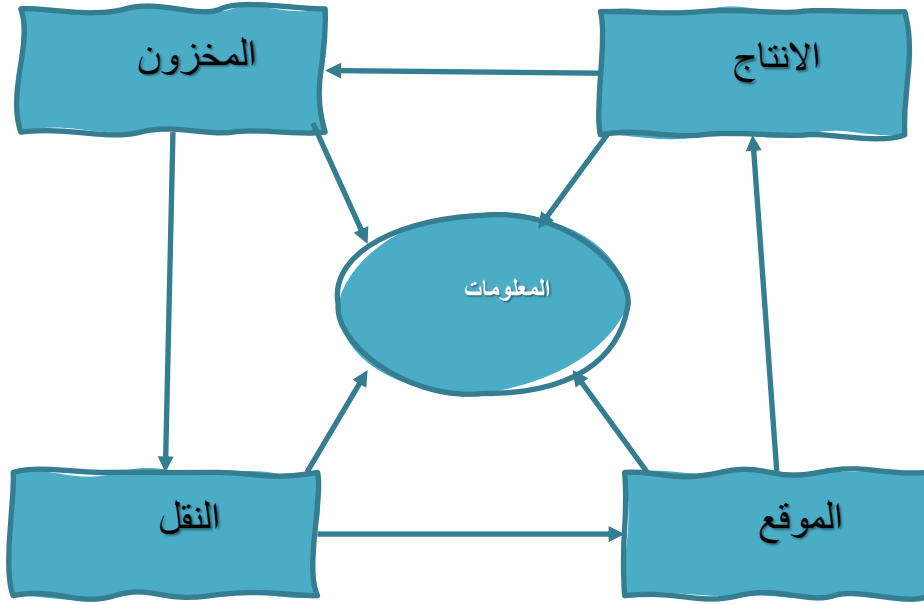 الانتاج
المخزون
المعلومات
الموقع
النقل